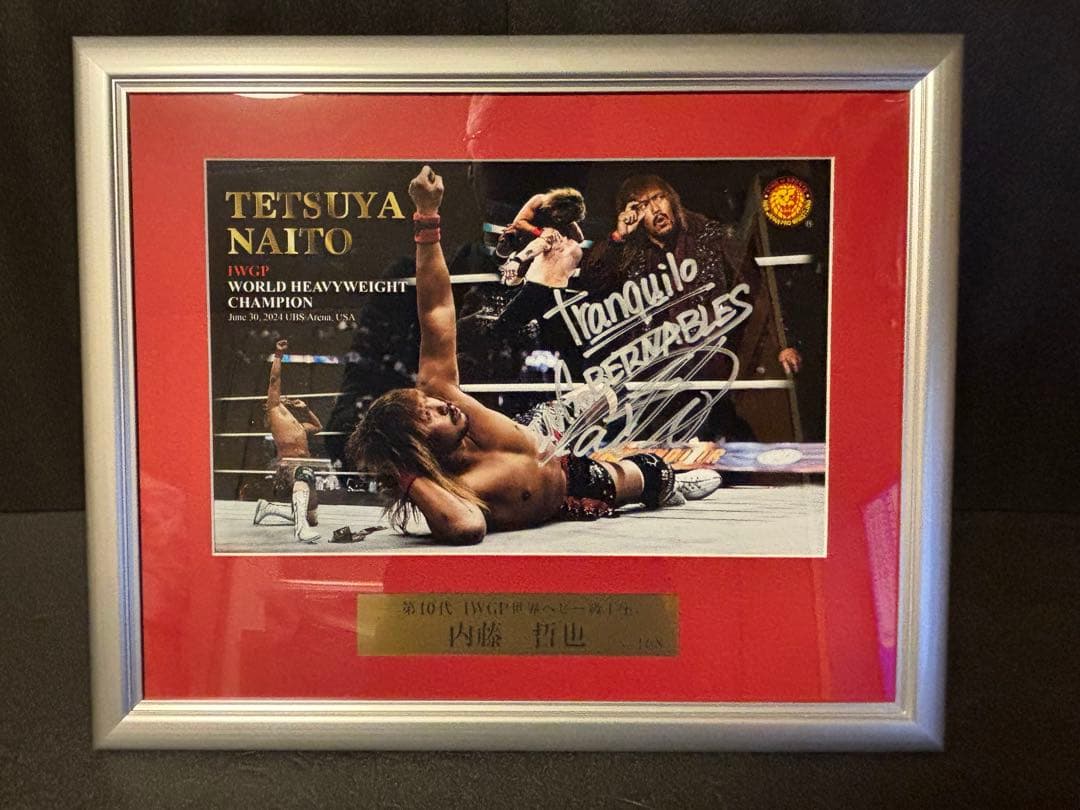 TETSUYA
NAITO
IWGP
WORLD HEAVYWEIGHT
CHAMPION
June 30, 2024 UBS Arena, USA
tranquilo
INGOBERNABLES
第10代 IWGP世界ヘビー級王座
内藤 哲也